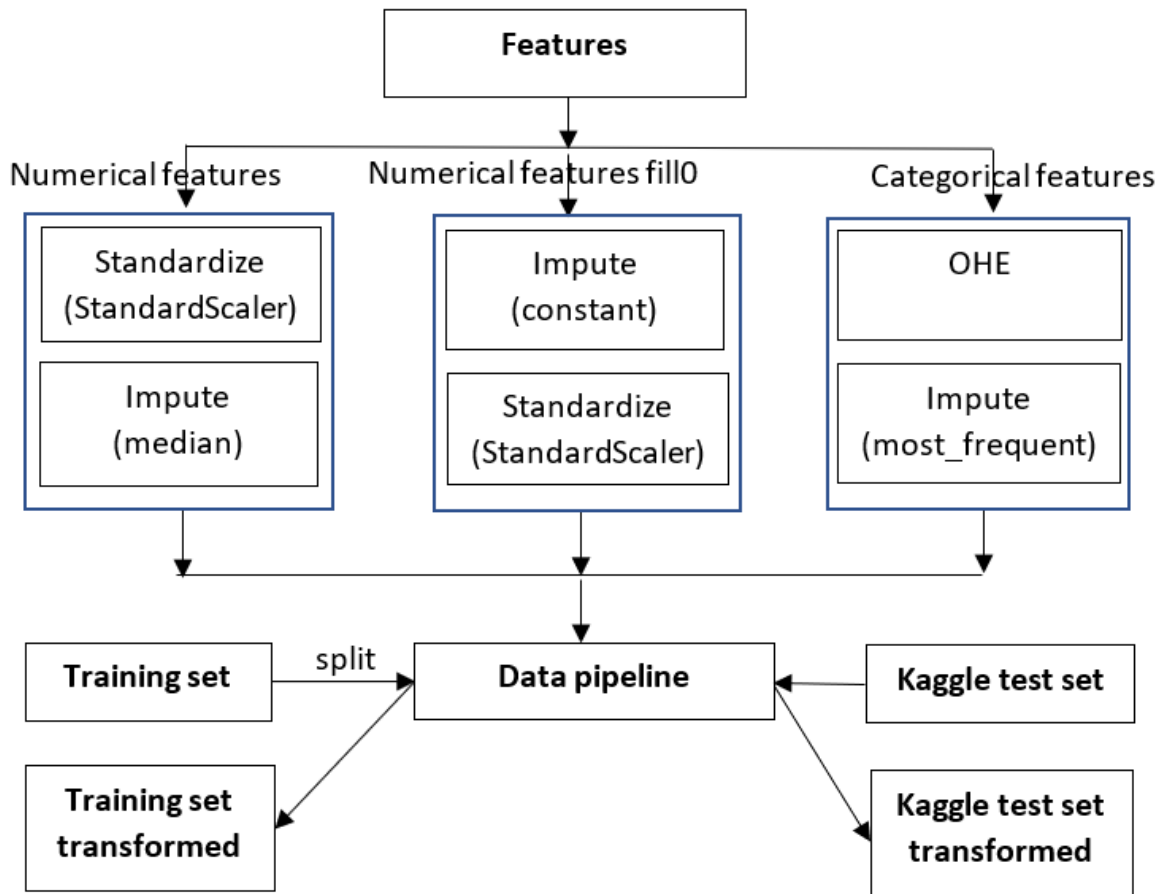 Features
Numerical features
Numerical features fill0
Categorical features
Standardize
(StandardScaler)
Impute
(median)
Impute
(constant)
Standardize
(StandardScaler)
OHE
Impute
(most_frequent)
Training set
split
Data pipeline
Kaggle test set
Training set
transformed
Kaggle test set
transformed